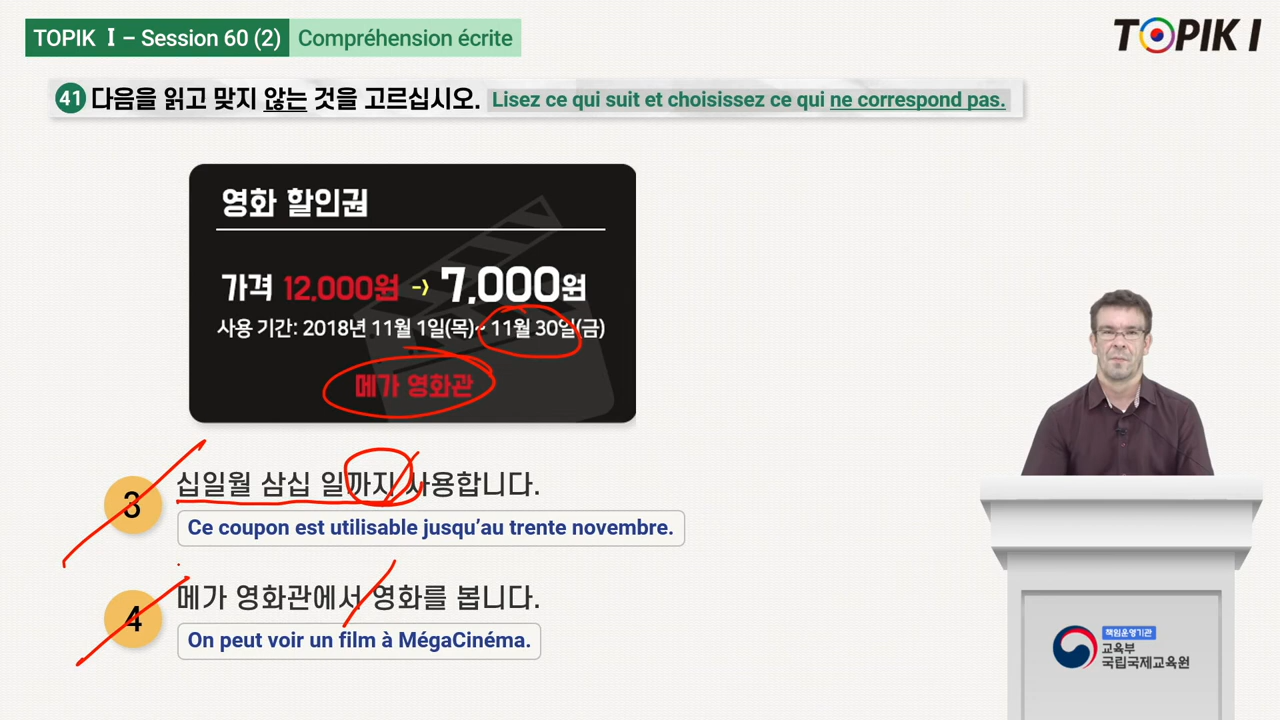 TOPIK I – Session 60 (2) Compréhension écrite
TOPIK I
41 다음을 읽고 맞지 않는 것을 고르십시오. Lisez ce qui suit et choisissez ce qui ne correspond pas.
영화 할인권
가격 12,000원 -> 7,000원
사용 기간: 2018년 11월 1일(목)~ 11월 30일(금)
메가 영화관
3 십일월 삼십 일까지 사용합니다.
Ce coupon est utilisable jusqu'au trente novembre.
4 메가 영화관에서 영화를 봅니다.
On peut voir un film à MégaCinéma.
책임운영기관
교육부
국립국제교육원